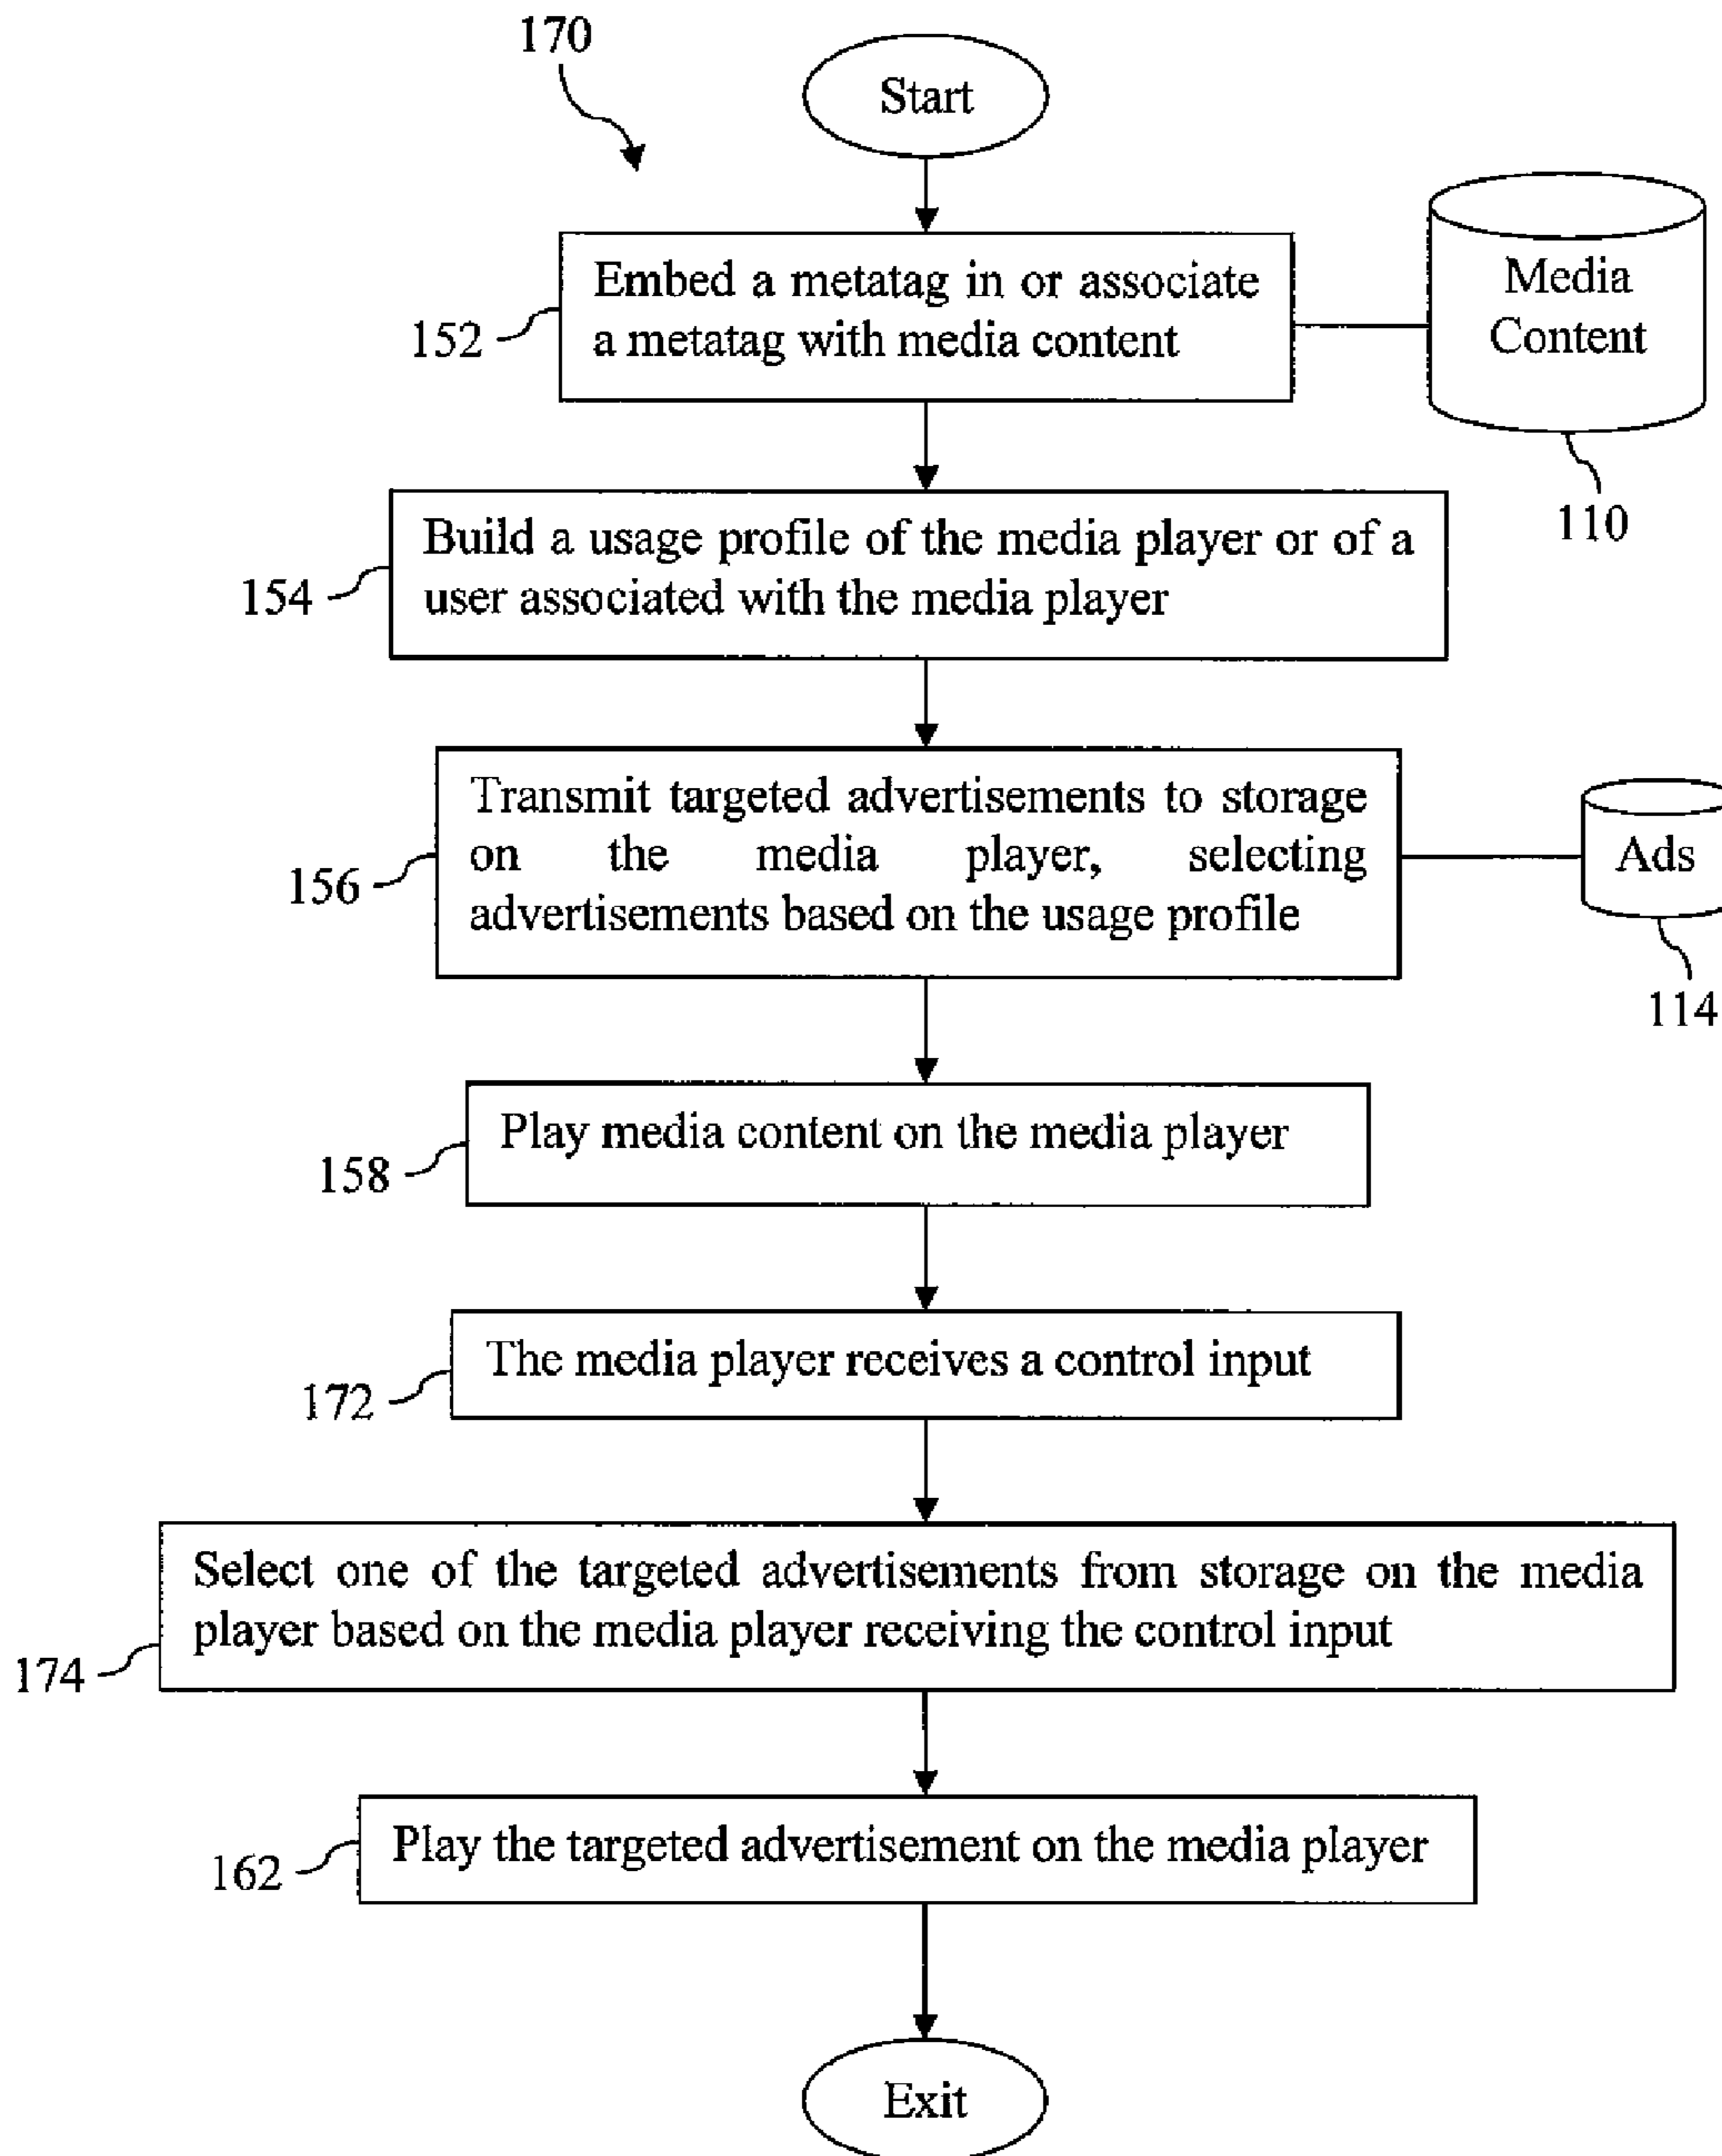 170
Start
Embed a metatag in or associate
a metatag with media content
152
Media
Content
110
Build a usage profile of the media player or of a
user associated with the media player
154
Transmit targeted advertisements to storage
on the media player, selecting
advertisements based on the usage profile
156
Ads
114
Play media content on the media player
158
The media player receives a control input
172
Select one of the targeted advertisements from storage on the media
player based on the media player receiving the control input
174
Play the targeted advertisement on the media player
162
Exit